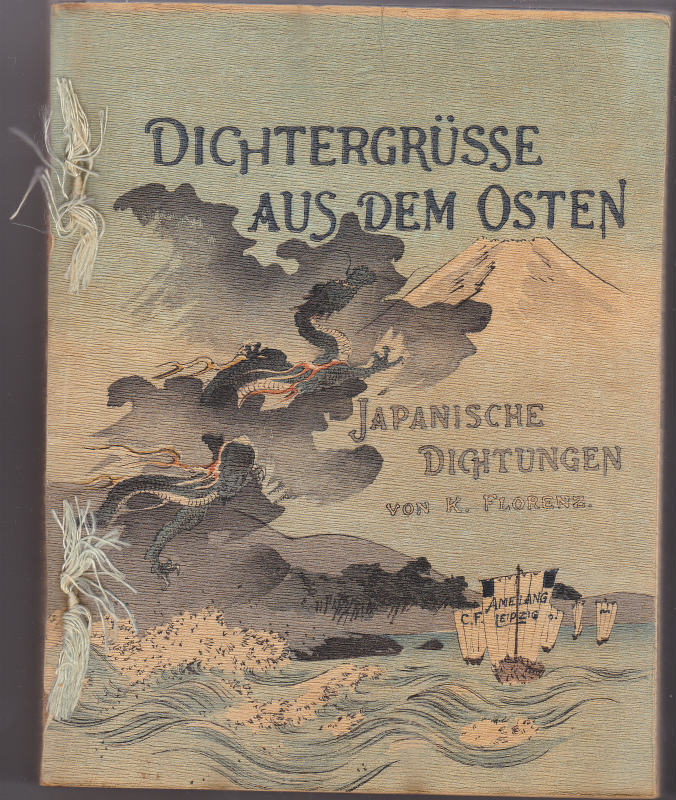 DICHTERGRÜSSE
AUS DEM OSTEN
JAPANISCHE
DICHTUNGEN
VON K. FLORENZ.
C.F. AMELANG
LEIPZIG